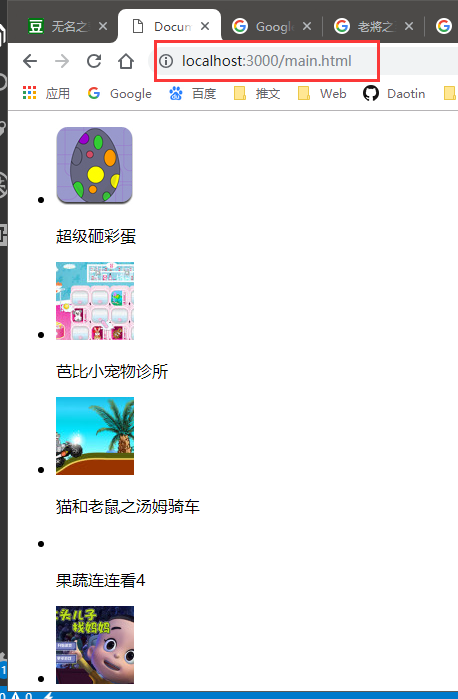 豆 无名之 Docun Google 老將之
localhost:3000/main.html
应用 Google 百度 推文 Web Daotin
超级砸彩蛋
芭比小宠物诊所
猫和老鼠之汤姆骑车
果蔬连连看4
头儿子
找妈妈